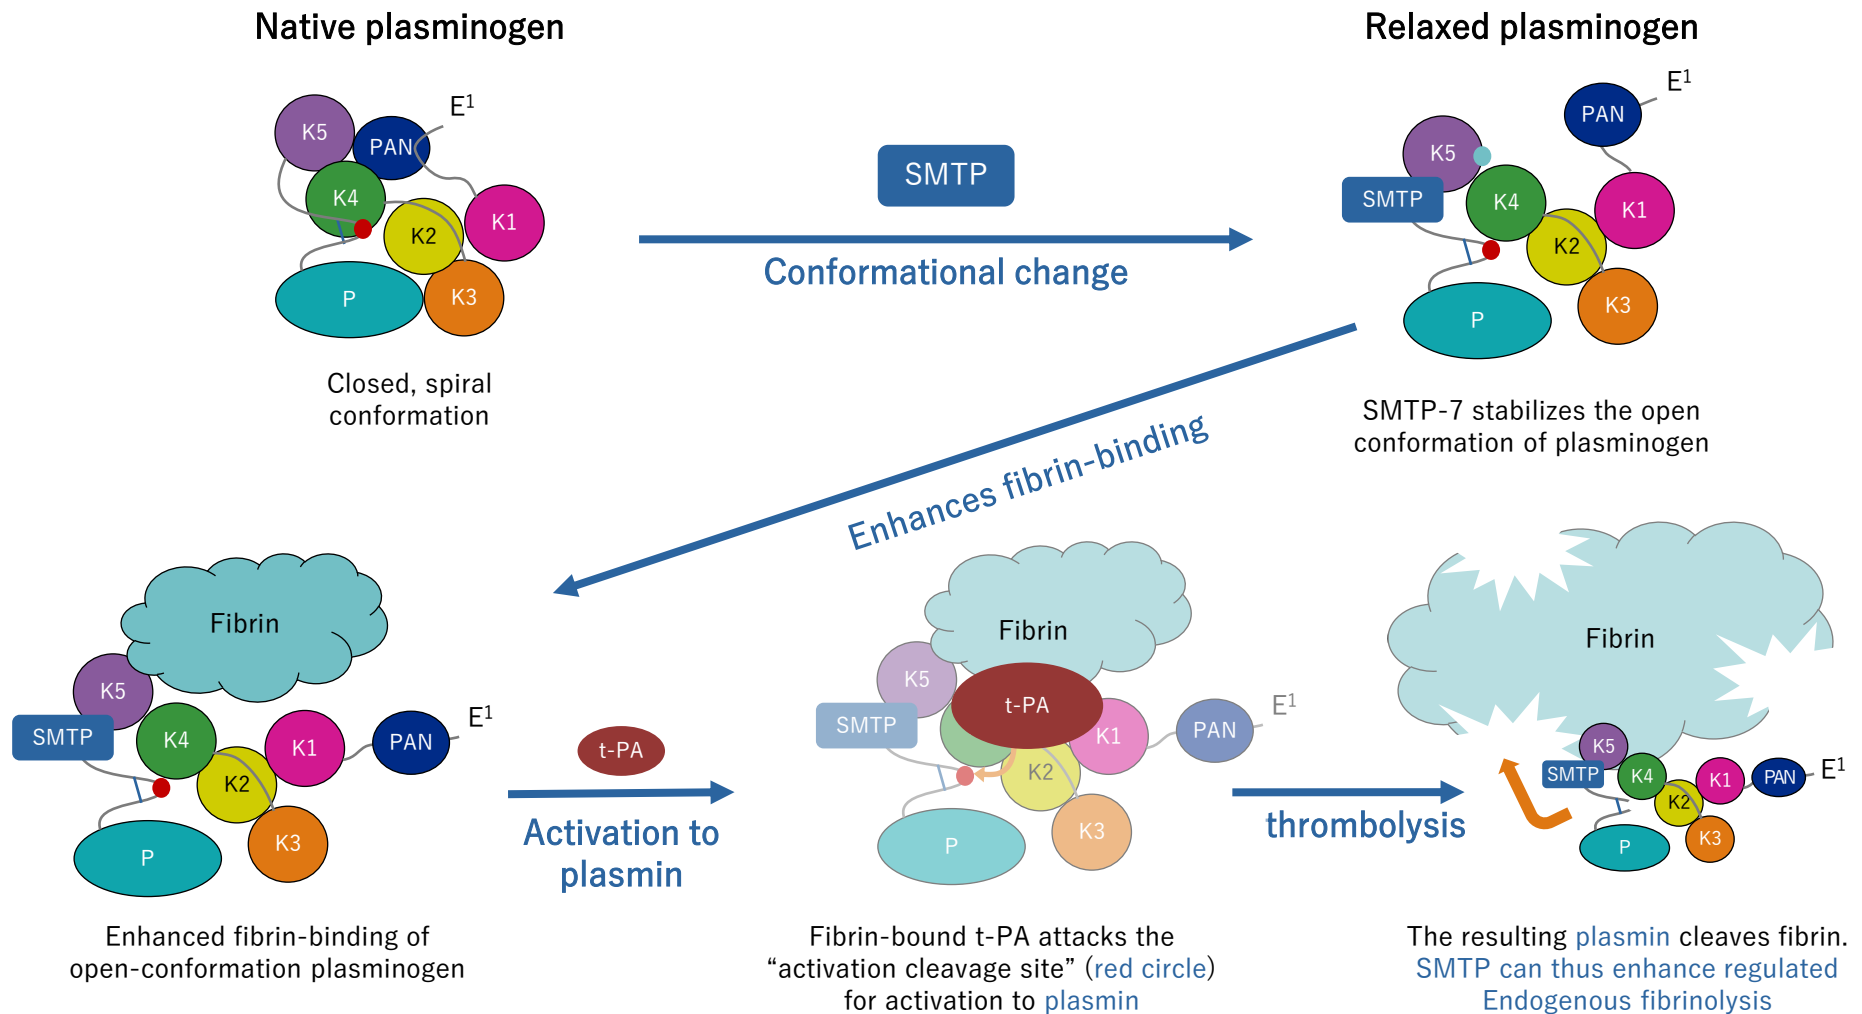 Native plasminogen
Relaxed plasminogen
K5
PAN
E1
K4
K2
K1
P
K3
Closed, spiral
conformation
SMTP
Conformational change
PAN
E1
K5
SMTP
K4
K1
K2
K3
P
SMTP-7 stabilizes the open
conformation of plasminogen
Enhances fibrin-binding
Fibrin
K5
SMTP
K4
K1
PAN
E1
K2
K3
P
Enhanced fibrin-binding of
open-conformation plasminogen
t-PA
Activation to
plasmin
Fibrin
K5
t-PA
SMTP
K1
PAN
E1
K2
K3
P
Fibrin-bound t-PA attacks the
“activation cleavage site” (red circle)
for activation to plasmin
thrombolysis
Fibrin
K5
SMTP
K4
K1
PAN
E1
K2
K3
P
The resulting plasmin cleaves fibrin.
SMTP can thus enhance regulated
Endogenous fibrinolysis